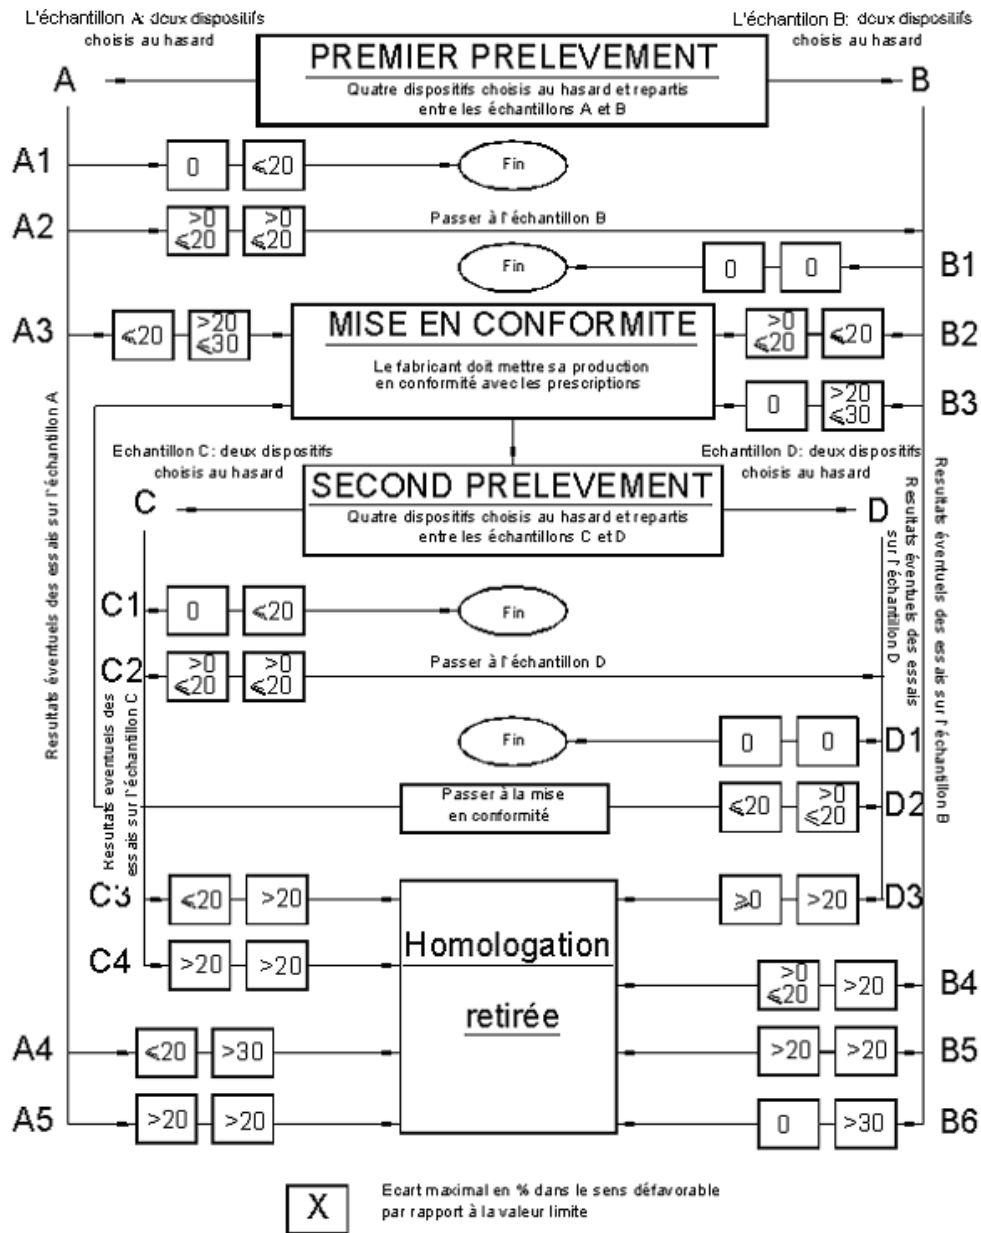 L'échantillon A: deux dispositifs
choisis au hasard
L'échantillon B: deux dispositifs
choisis au hasard
PREMIER PRELEVEMENT
Quatre dispositifs choisis au hasard et repartis
entre les échantillons A et B
A
B
A1
0
≤20
Fin
A2
>0
≤20
>0
≤20
Passer à l'échantillon B
Fin
0
0
B1
A3
≤20
>20
≤30
MISE EN CONFORMITE
Le fabricant doit mettre sa production
en conformité avec les prescriptions
>0
≤20
≤20
B2
0
>20
≤30
B3
Echantillon C: deux dispositifs
choisis au hasard
Echantillon D: deux dispositifs
choisis au hasard
SECOND PRELEVEMENT
Quatre dispositifs choisis au hasard et repartis
entre les échantillons C et D
C
D
Resultats éventuels des essais sur l'échantillon A
Resultats éventuels des essais
sur l'échantillon D
Resultats éventuels des essais sur l'échantillon B
C1
0
≤20
Fin
C2
>0
≤20
>0
≤20
Passer à l'échantillon D
Resultats eventuels des
essais sur l'échantillon C
Fin
0
0
D1
Passer à la mise
en conformité
≤20
>0
≤20
D2
C3
≤20
>20
Homologation
retirée
≥0
>20
D3
C4
>20
>20
>0
≤20
>20
B4
A4
≤20
>30
>20
>20
B5
A5
>20
>20
0
>30
B6
X
Ecart maximal en % dans le sens défavorable
par rapport à la valeur limite